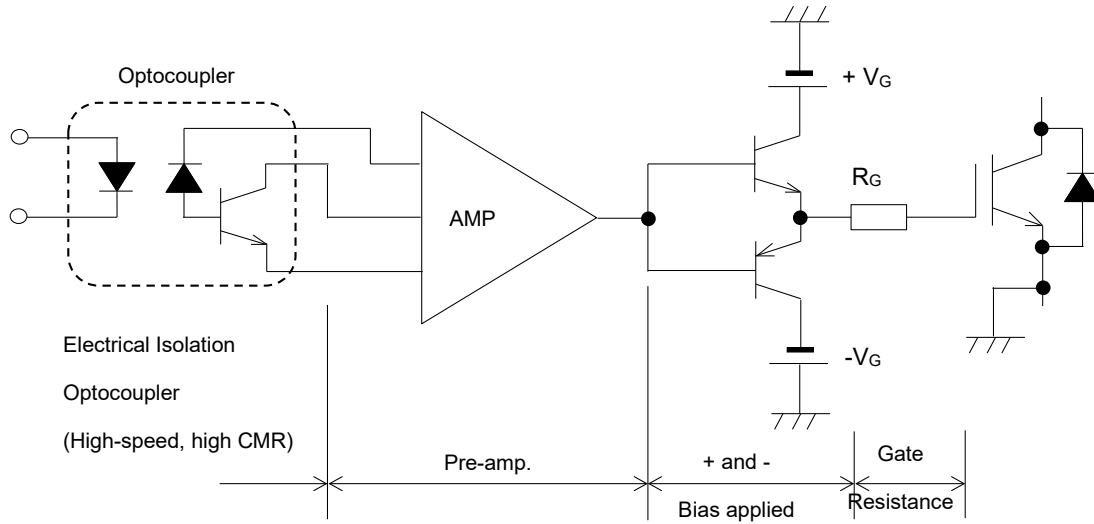 Optocoupler
+ VG
RG
AMP
-VG
Electrical Isolation
Optocoupler
(High-speed, high CMR)
Pre-amp.
+ and -
Bias applied
Gate
Resistance